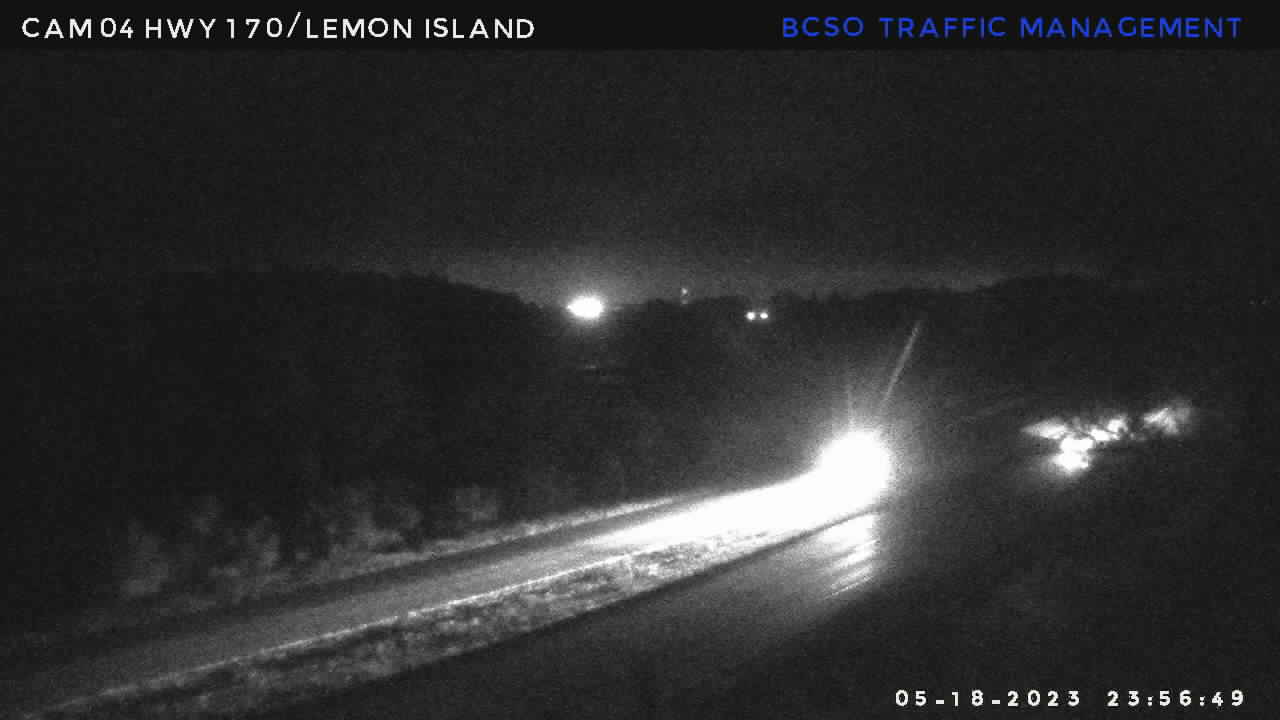 CAM04 HWY 170/LEMON ISLAND
BCSO TRAFFIC MANAGEMENT
05-18-2023 23:56:49